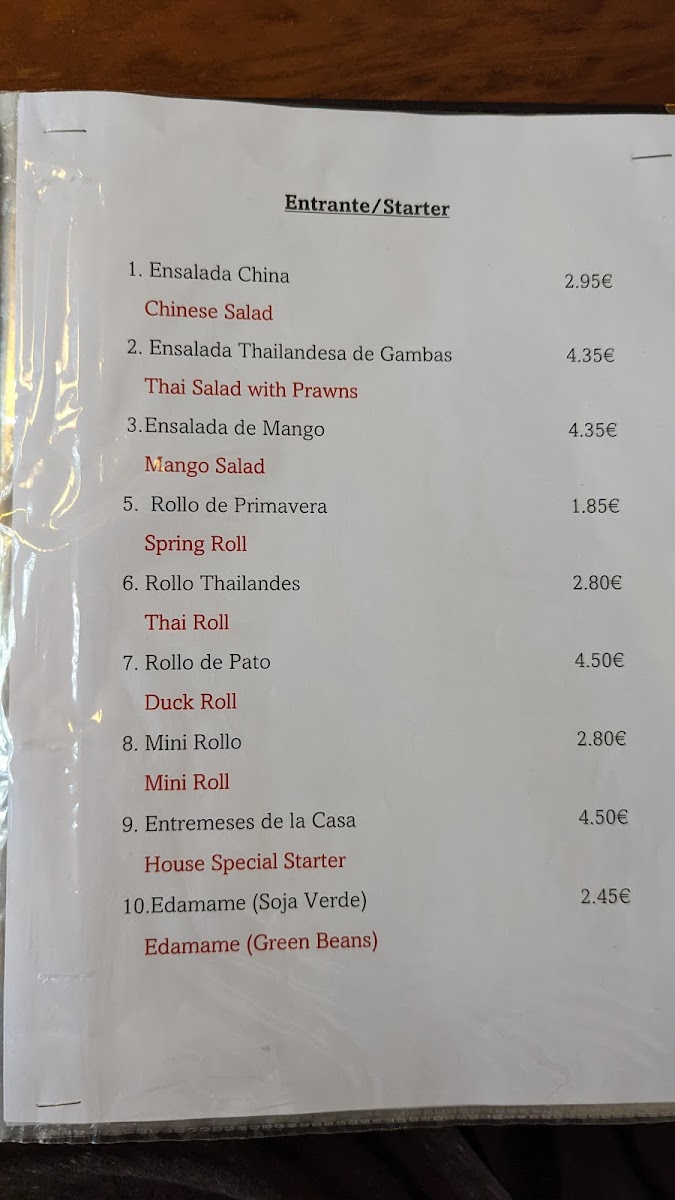 Entrante/Starter
1. Ensalada China 2.95€
Chinese Salad
2. Ensalada Thailandesa de Gambas 4.35€
Thai Salad with Prawns
3.Ensalada de Mango 4.35€
Mango Salad
5. Rollo de Primavera 1.85€
Spring Roll
6. Rollo Thailandes 2.80€
Thai Roll
7. Rollo de Pato 4.50€
Duck Roll
8. Mini Rollo 2.80€
Mini Roll
9. Entremeses de la Casa 4.50€
House Special Starter
10.Edamame (Soja Verde) 2.45€
Edamame (Green Beans)